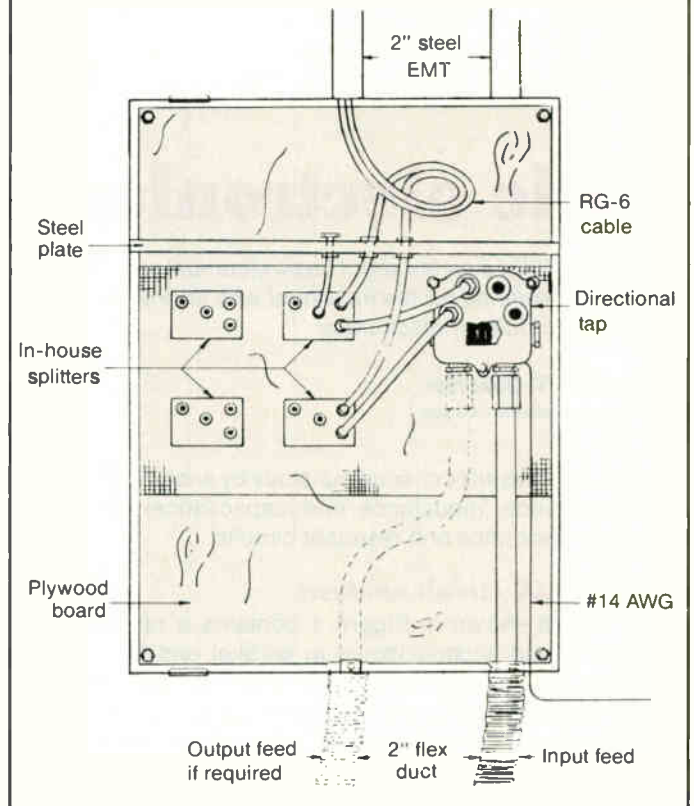 2" steel
EMT
RG-6
cable
Steel
plate
Directional
tap
In-house
splitters
Plywood
board
#14 AWG
Output feed
if required
2" flex
duct
Input feed